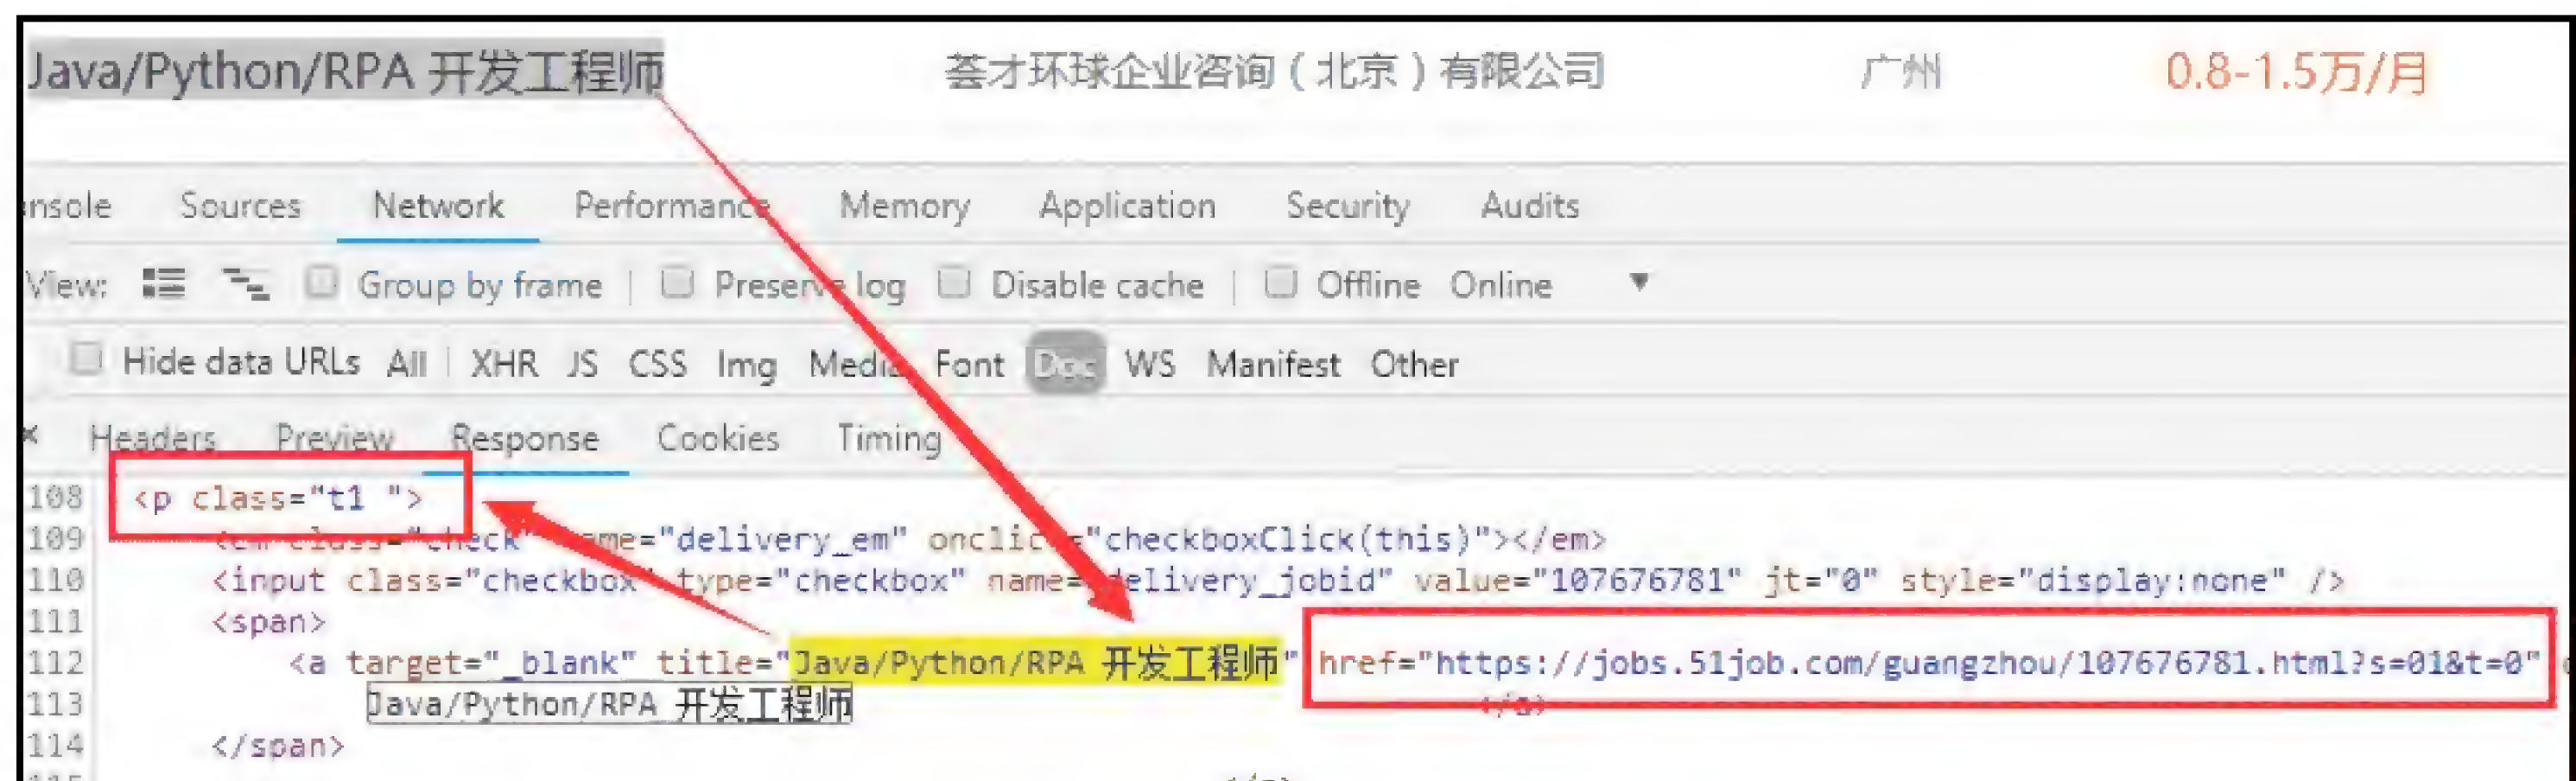 Java/Python/RPA 开发工程师 荟才环球企业咨询（北京）有限公司 广州 0.8-1.5万/月
nsole Sources Network Performance Memory Application Security Audits
View: Group by frame Preserve log Disable cache Offline Online
Hide data URLs All XHR JS CSS Img Media Font Doc WS Manifest Other
× Headers Preview Response Cookies Timing
108 <p class="t1 ">
109 <em class="check" name="delivery_em" onclick="checkboxClick(this)"></em>
110 <input class="checkbox" type="checkbox" name="delivery_jobid" value="107676781" jt="0" style="display:none" />
111 <span>
112 <a target="_blank" title="Java/Python/RPA 开发工程师" href="https://jobs.51job.com/guangzhou/107676781.html?s=01&t=0"
113 Java/Python/RPA 开发工程师 </a>
114 </span>